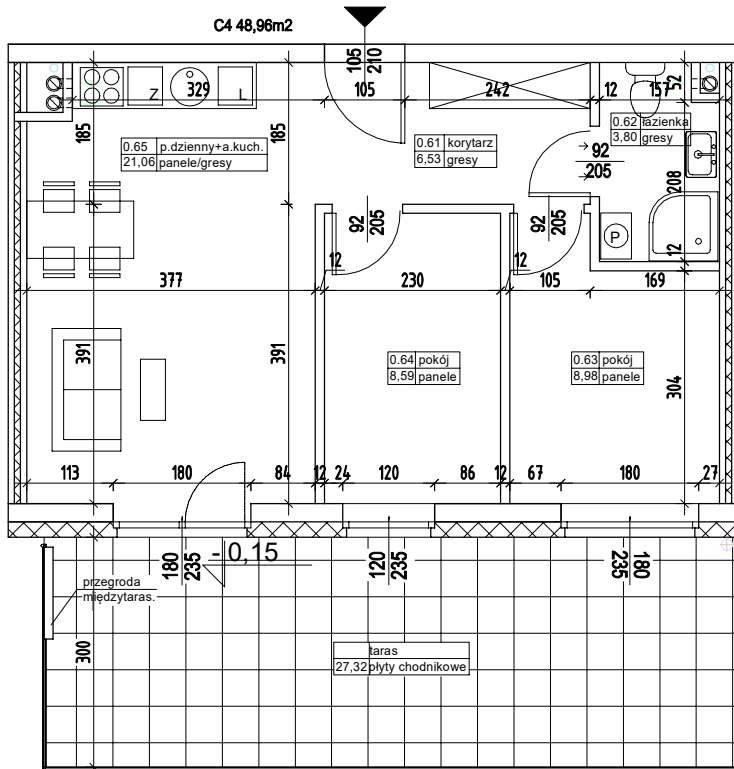 C4 48,96m2
105
210
Z
329
L
105
242
12
157
52
185
185
0.65 p.dzienny+a.kuch.
21,06 panele/gresy
0.61 korytarz
6,53 gresy
0.62 łazienka
3,80 gresy
92
205
208
92
205
92
205
P
12
12
12
377
230
105
169
391
391
0.64 pokój
8,59 panele
0.63 pokój
8,98 panele
304
113
180
84
12
24
120
86
12
67
180
27
- 0,15
180
235
120
235
180
235
przegroda
międzytaras.
300
taras
27,32 płyty chodnikowe